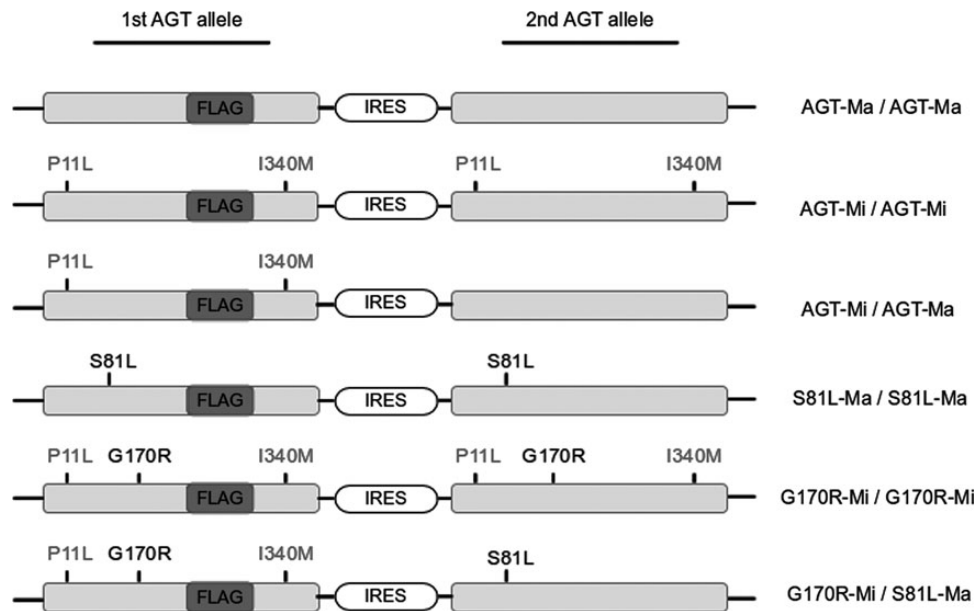 1st AGT allele 2nd AGT allele
FLAG IRES AGT-Ma / AGT-Ma
P11L I340M P11L I340M
FLAG IRES AGT-Mi / AGT-Mi
P11L I340M
FLAG IRES AGT-Mi / AGT-Ma
S81L S81L
FLAG IRES S81L-Ma / S81L-Ma
P11L G170R I340M P11L G170R I340M
FLAG IRES G170R-Mi / G170R-Mi
P11L G170R I340M S81L
FLAG IRES G170R-Mi / S81L-Ma